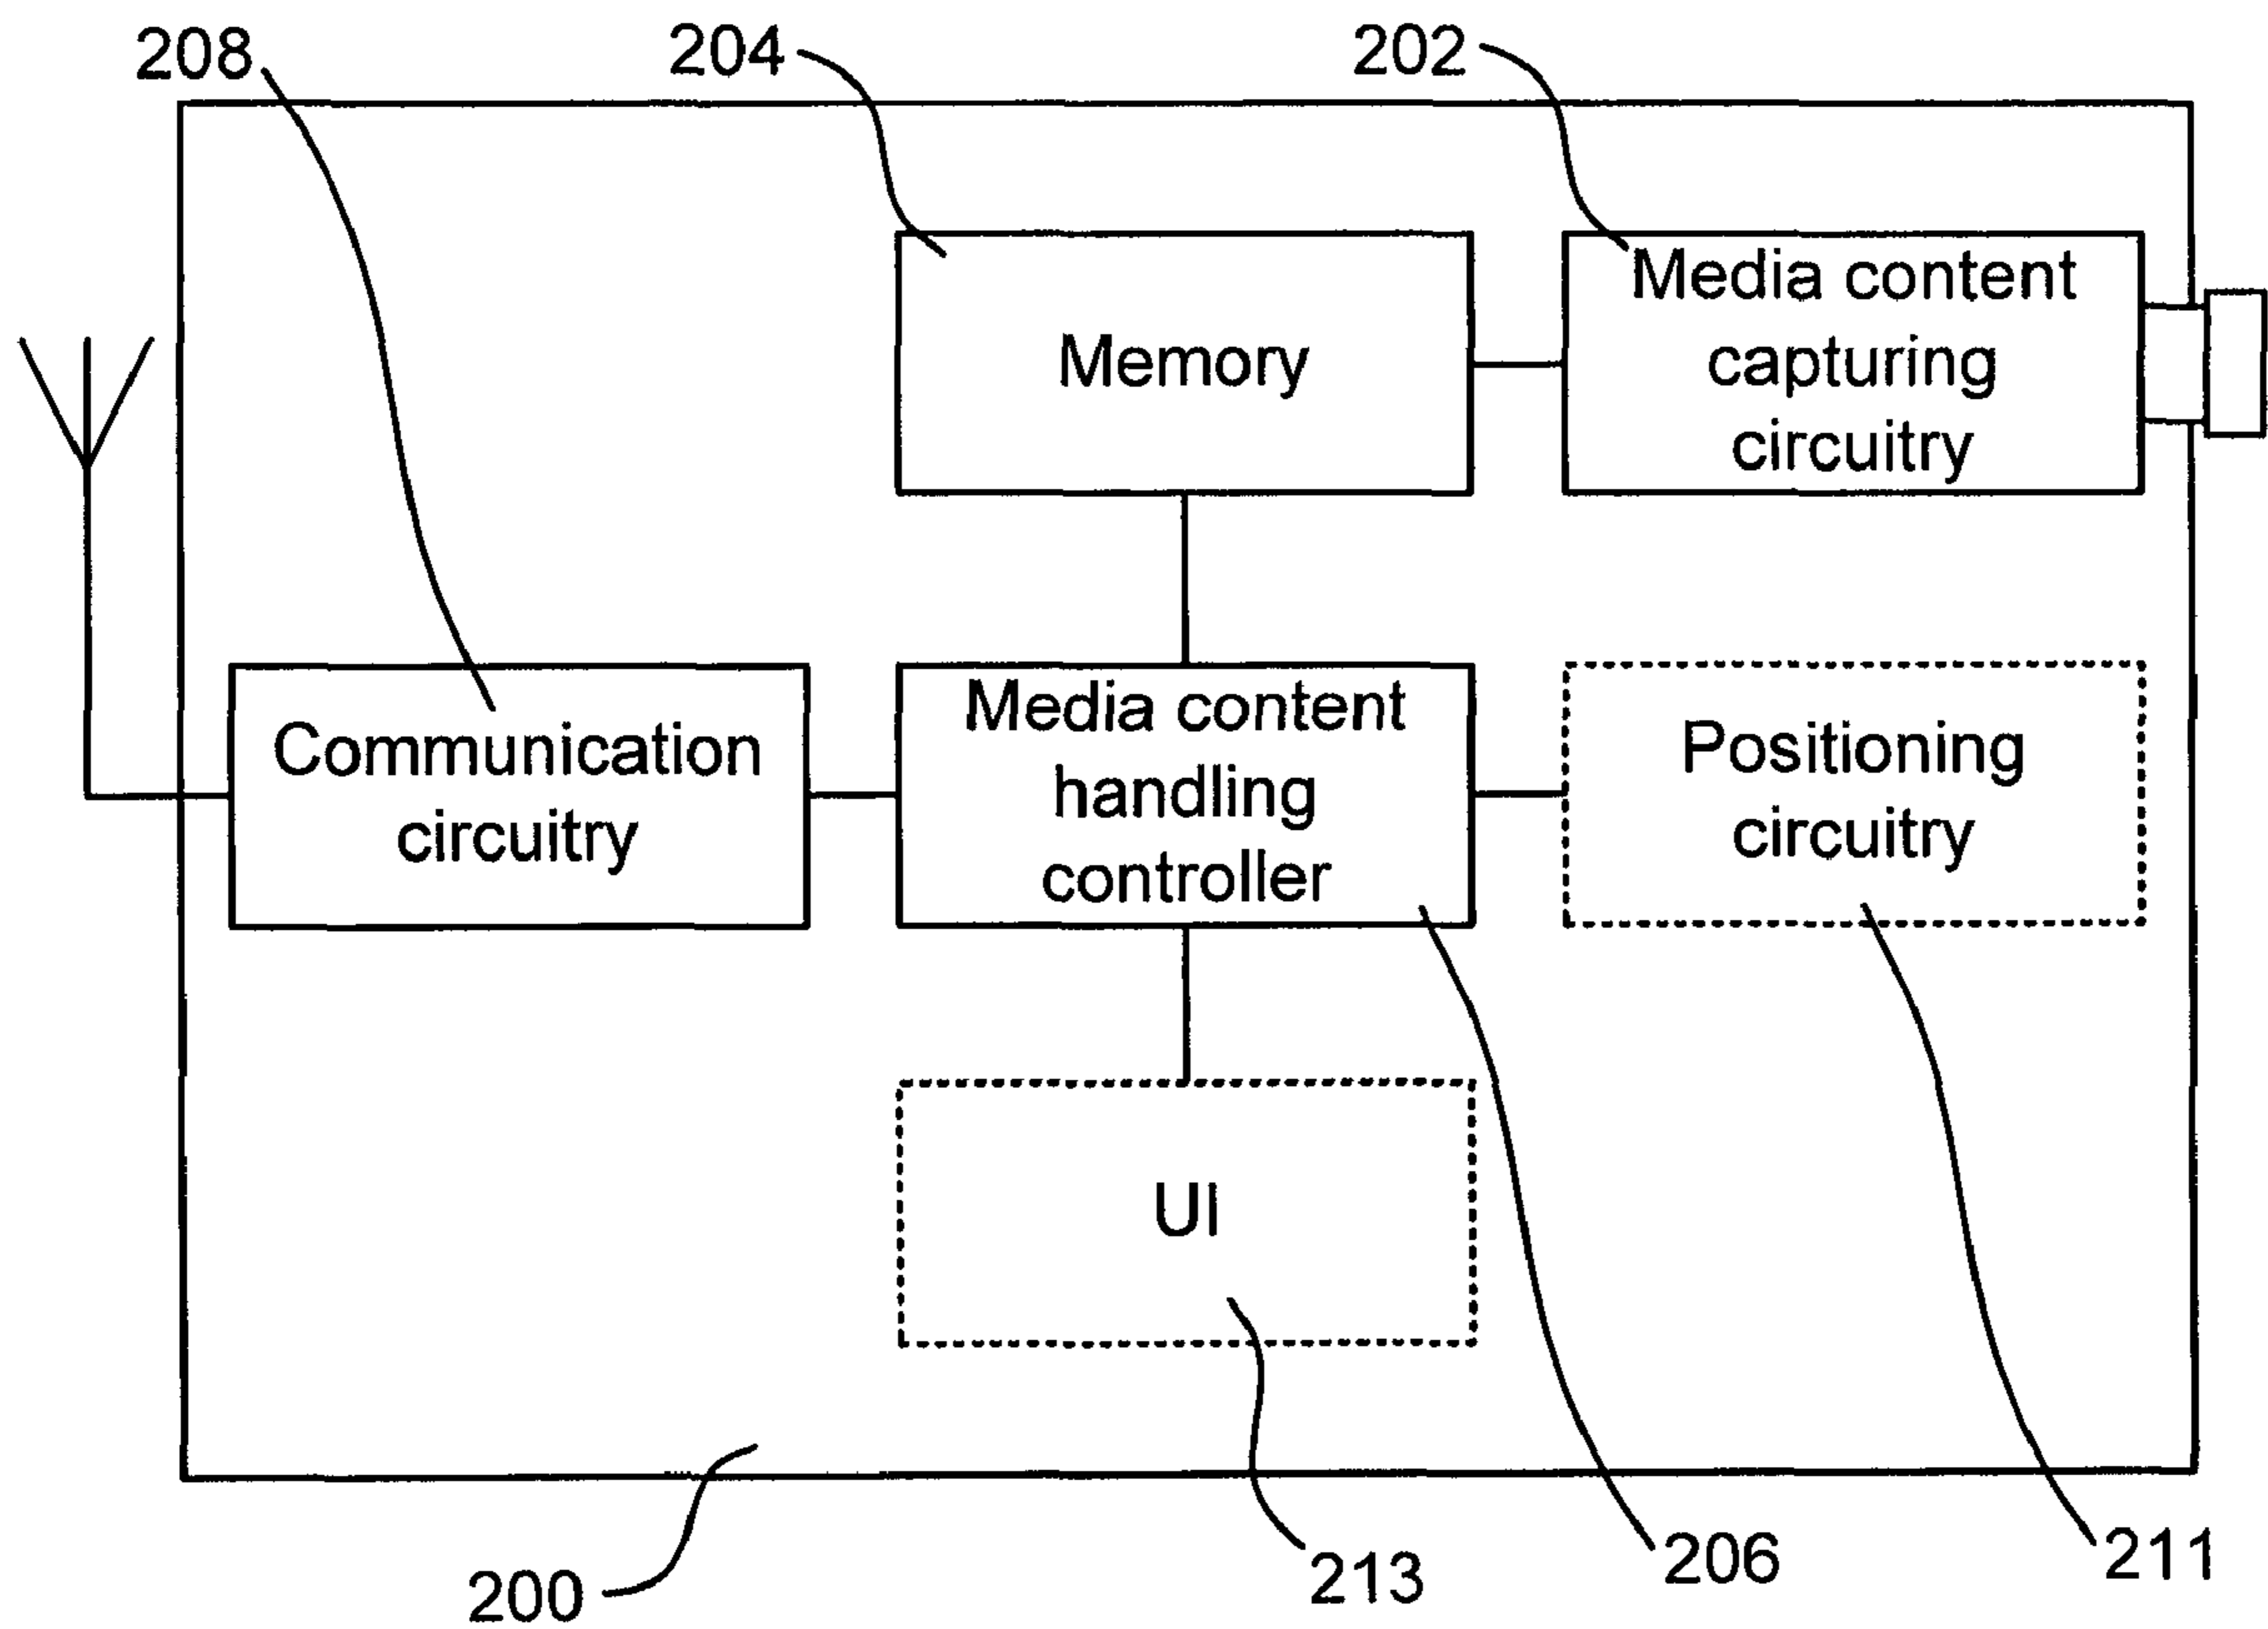 208
204
202
Memory
Media content
capturing
circuitry
Communication
circuitry
Media content
handling
controller
Positioning
circuitry
UI
200
213
206
211